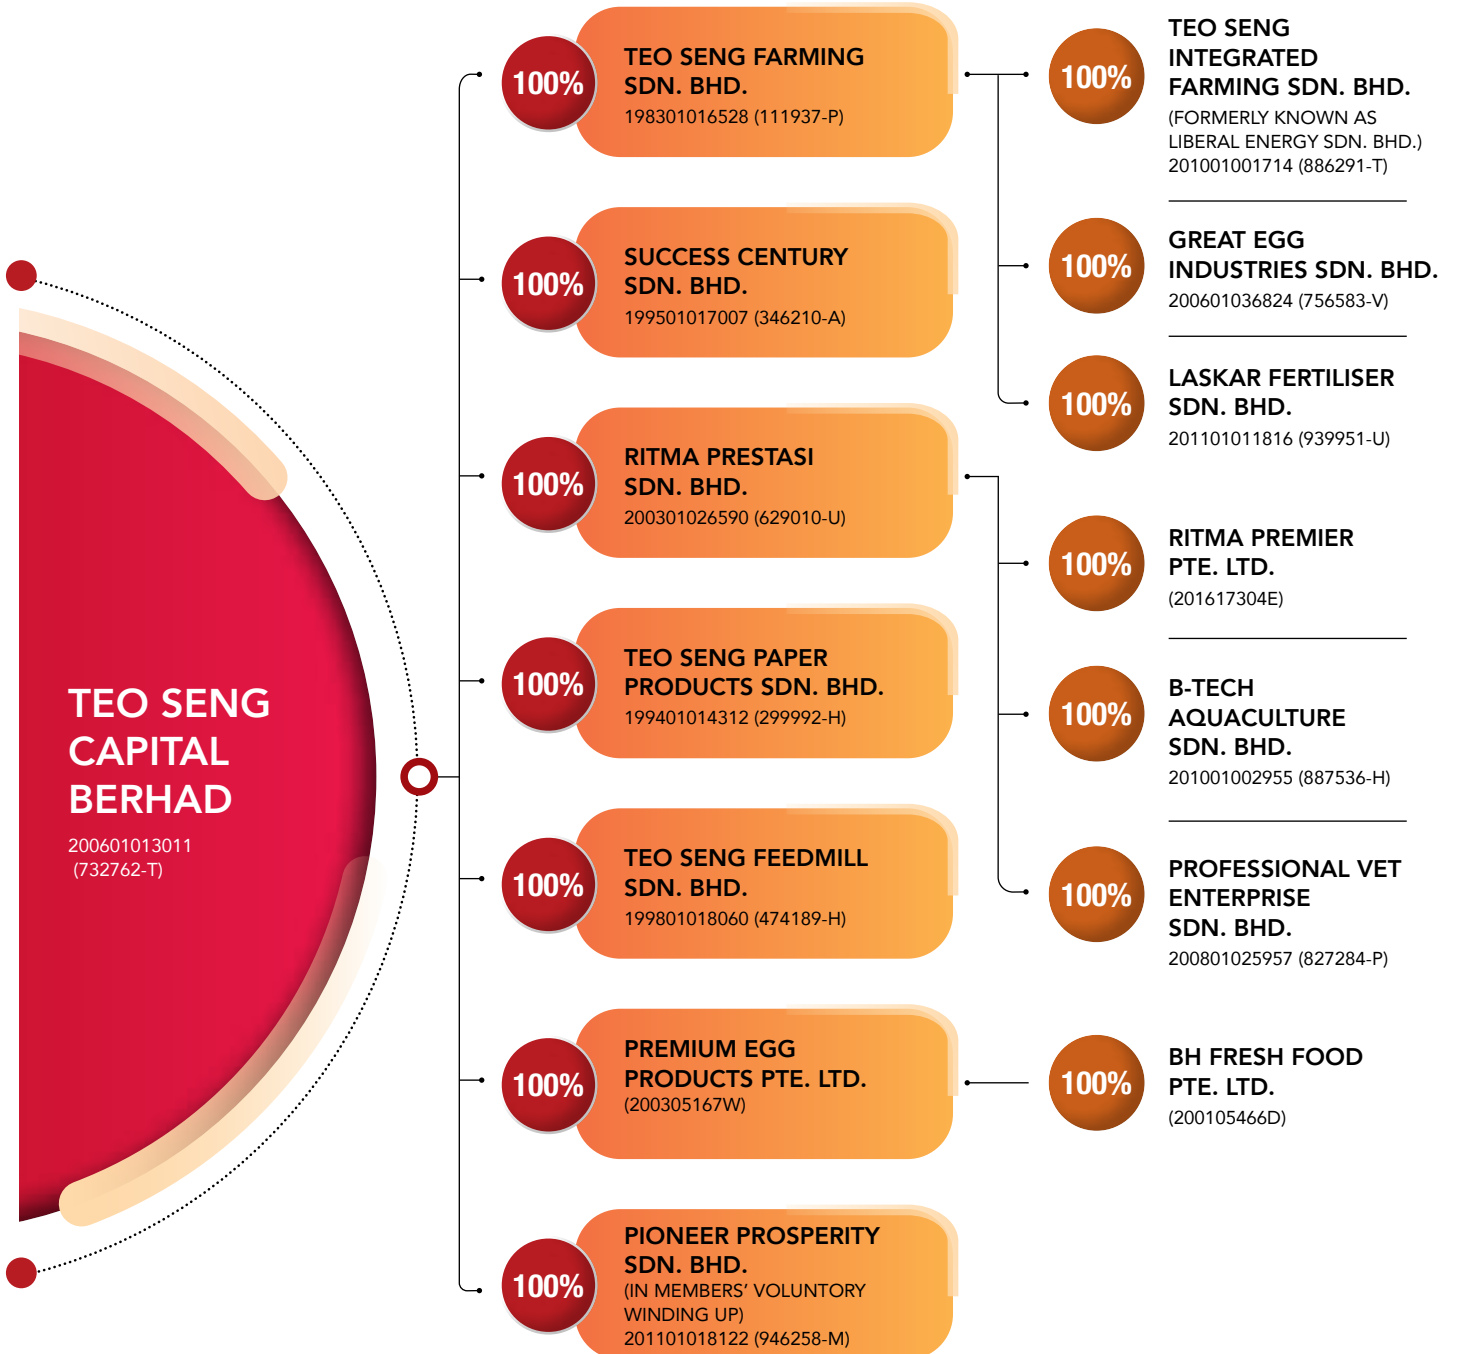 TEO SENG
CAPITAL
BERHAD
200601013011
(732762-T)
100%
TEO SENG FARMING
SDN. BHD.
198301016528 (111937-P)
100%
SUCCESS CENTURY
SDN. BHD.
199501017007 (346210-A)
100%
RITMA PRESTASI
SDN. BHD.
200301026590 (629010-U)
100%
TEO SENG PAPER
PRODUCTS SDN. BHD.
199401014312 (299992-H)
100%
TEO SENG FEEDMILL
SDN. BHD.
199801018060 (474189-H)
100%
PREMIUM EGG
PRODUCTS PTE. LTD.
(200305167W)
100%
PIONEER PROSPERITY
SDN. BHD.
(IN MEMBERS’ VOLUNTORY
WINDING UP)
201101018122 (946258-M)
100%
TEO SENG
INTEGRATED
FARMING SDN. BHD.
(FORMERLY KNOWN AS
LIBERAL ENERGY SDN. BHD.)
201001001714 (886291-T)
100%
GREAT EGG
INDUSTRIES SDN. BHD.
200601036824 (756583-V)
100%
LASKAR FERTILISER
SDN. BHD.
201101011816 (939951-U)
100%
RITMA PREMIER
PTE. LTD.
(201617304E)
100%
B-TECH
AQUACULTURE
SDN. BHD.
201001002955 (887536-H)
100%
PROFESSIONAL VET
ENTERPRISE
SDN. BHD.
200801025957 (827284-P)
100%
BH FRESH FOOD
PTE. LTD.
(200105466D)